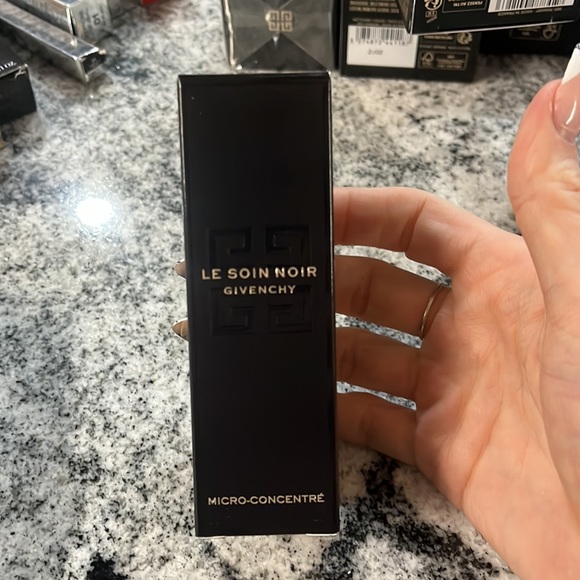 LE SOIN NOIR
GIVENCHY
MICRO-CONCENTRÉ